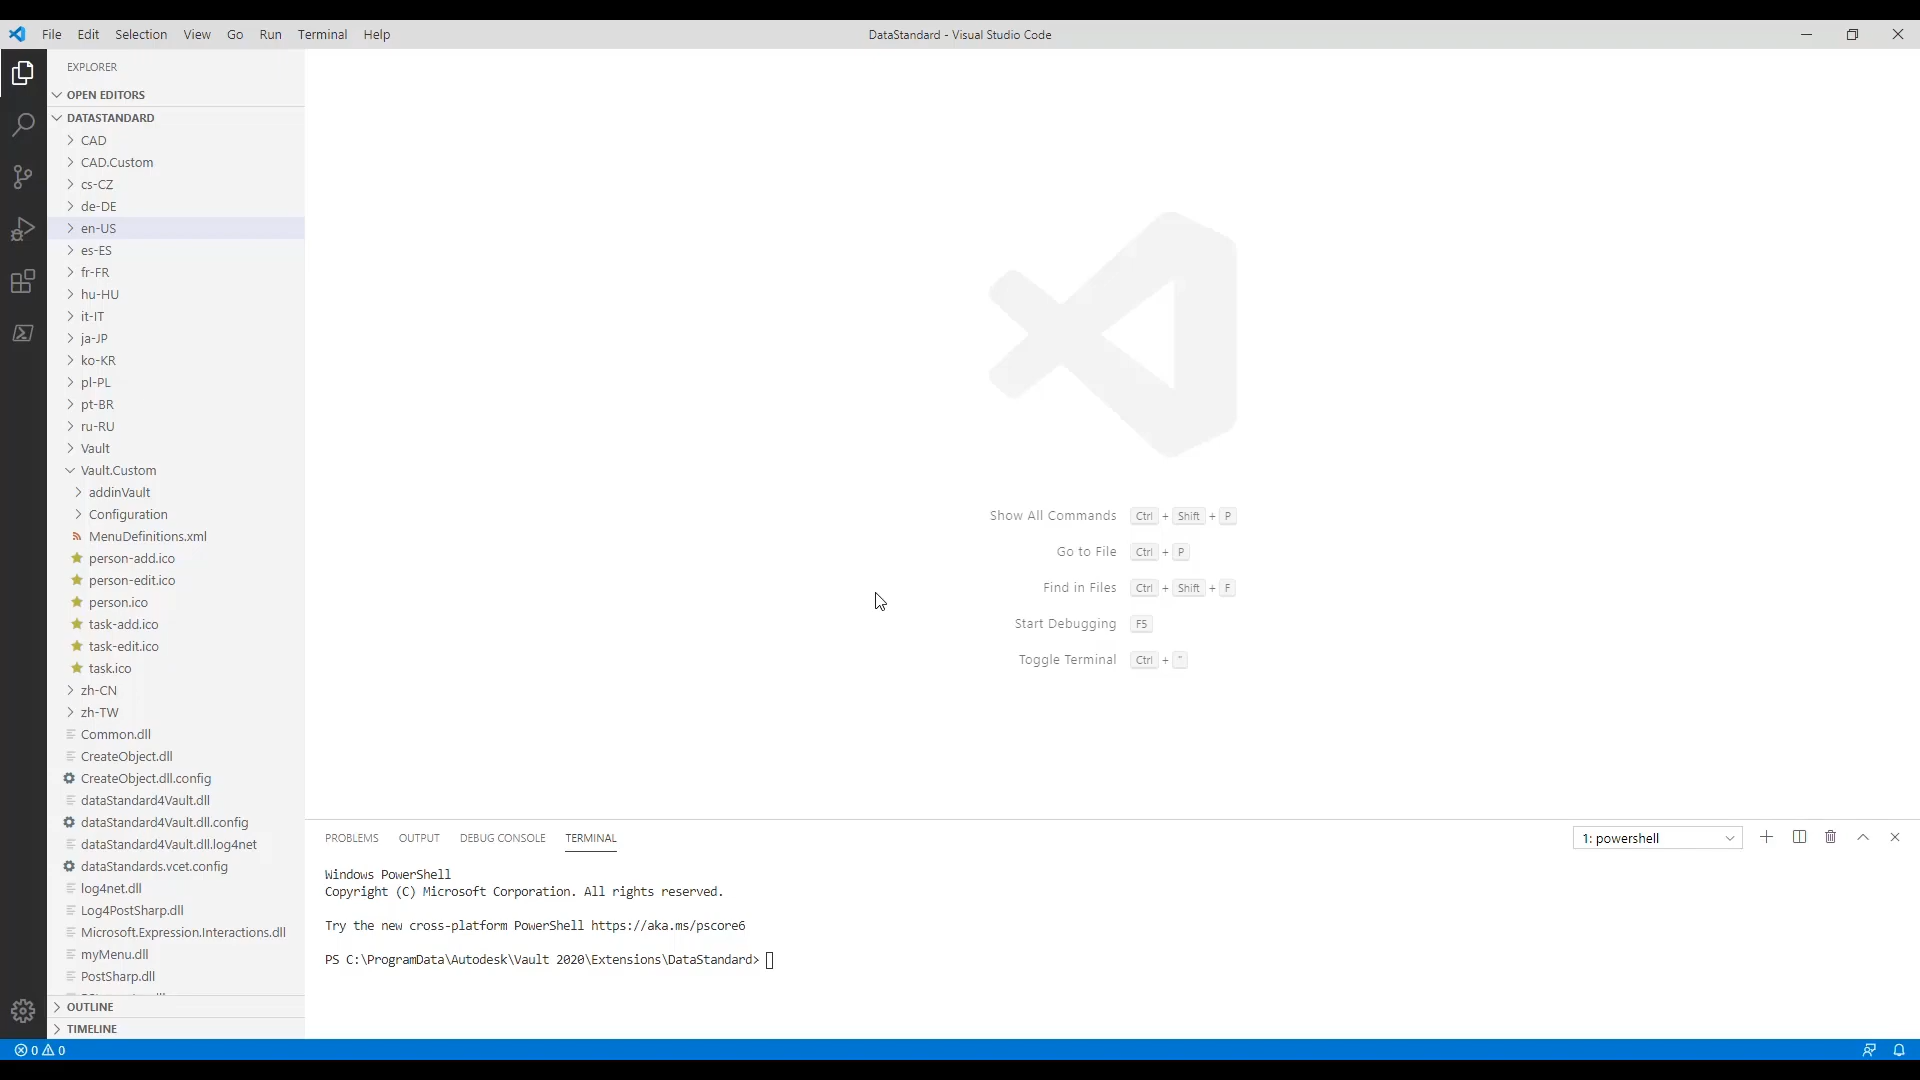 File Edit Selection View Go Run Terminal Help
DataStandard - Visual Studio Code
EXPLORER
OPEN EDITORS
DATASTANDARD
CAD
CAD.Custom
cs-CZ
de-DE
en-US
es-ES
fr-FR
hu-HU
it-IT
ja-JP
ko-KR
pl-PL
pt-BR
ru-RU
Vault
Vault.Custom
addinVault
Configuration
MenuDefinitions.xml
person-add.ico
person-edit.ico
person.ico
task-add.ico
task-edit.ico
task.ico
zh-CN
zh-TW
Common.dll
CreateObject.dll
CreateObject.dll.config
dataStandard4Vault.dll
dataStandard4Vault.dll.config
dataStandard4Vault.dll.log4net
dataStandards.vcet.config
log4net.dll
Log4PostSharp.dll
Microsoft.Expression.Interactions.dll
myMenu.dll
PostSharp.dll
OUTLINE
TIMELINE
Show All Commands Ctrl + Shift + P
Go to File Ctrl + P
Find in Files Ctrl + Shift + F
Start Debugging F5
Toggle Terminal Ctrl + "
PROBLEMS OUTPUT DEBUG CONSOLE TERMINAL
1: powershell
Windows PowerShell
Copyright (C) Microsoft Corporation. All rights reserved.
Try the new cross-platform PowerShell https://aka.ms/pscore6
PS C:\ProgramData\Autodesk\Vault 2020\Extensions\DataStandard>
0 0